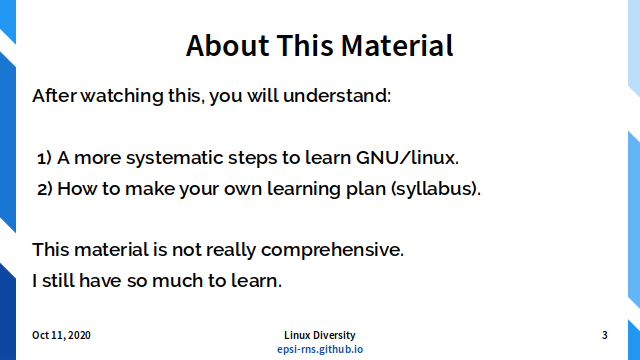 About This Material
After watching this, you will understand:
1) A more systematic steps to learn GNU/linux.
2) How to make your own learning plan (syllabus).
This material is not really comprehensive.
I still have so much to learn.
Oct 11, 2020
Linux Diversity
epsi-rns.github.io
3